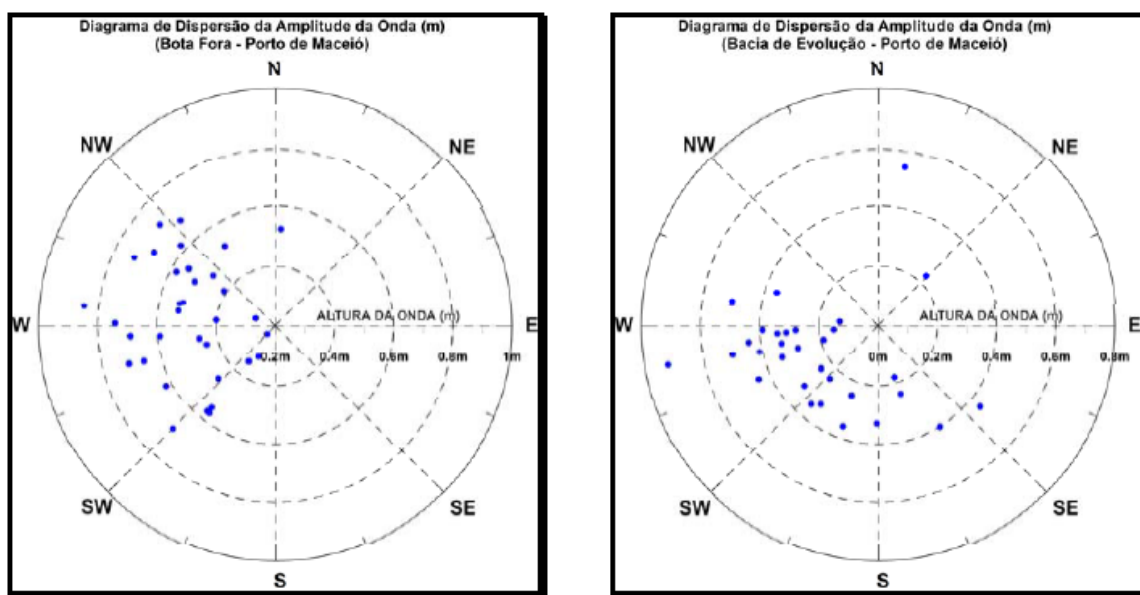 Diagrama de Dispersão da Amplitude da Onda (m)
(Bota Fora - Porto de Maceió)
N
NW
NE
ALTURA DA ONDA (m)
W
E
0.2m
0.4m
0.6m
0.8m
1m
SW
SE
S
Diagrama de Dispersão da Amplitude da Onda (m)
(Bacia de Evolução - Porto de Maceió)
N
NW
NE
ALTURA DA ONDA (m)
W
E
0m
0.2m
0.4m
0.6m
0.8m
SW
SE
S